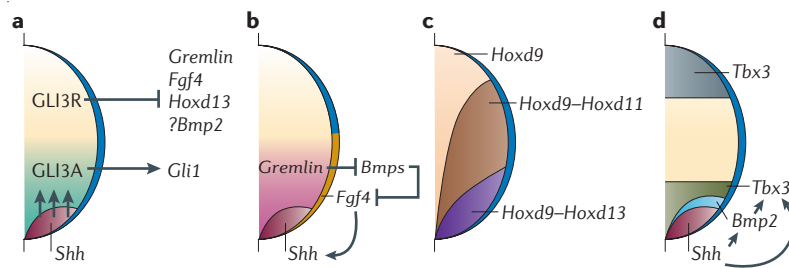 a
GLI3R
Gremlin
Fgf4
Hoxd13
?Bmp2
GLI3A
Gli1
Shh
b
Gremlin
Bmps
Fgf4
Shh
c
Hoxd9
Hoxd9–Hoxd11
Hoxd9–Hoxd13
d
Tbx3
Tbx3
Bmp2
Shh